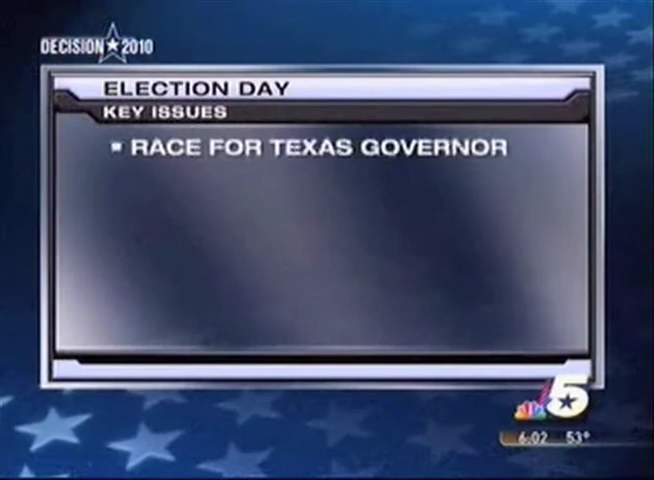 DECISION 2010
ELECTION DAY
KEY ISSUES
RACE FOR TEXAS GOVERNOR
5
6:02 53°